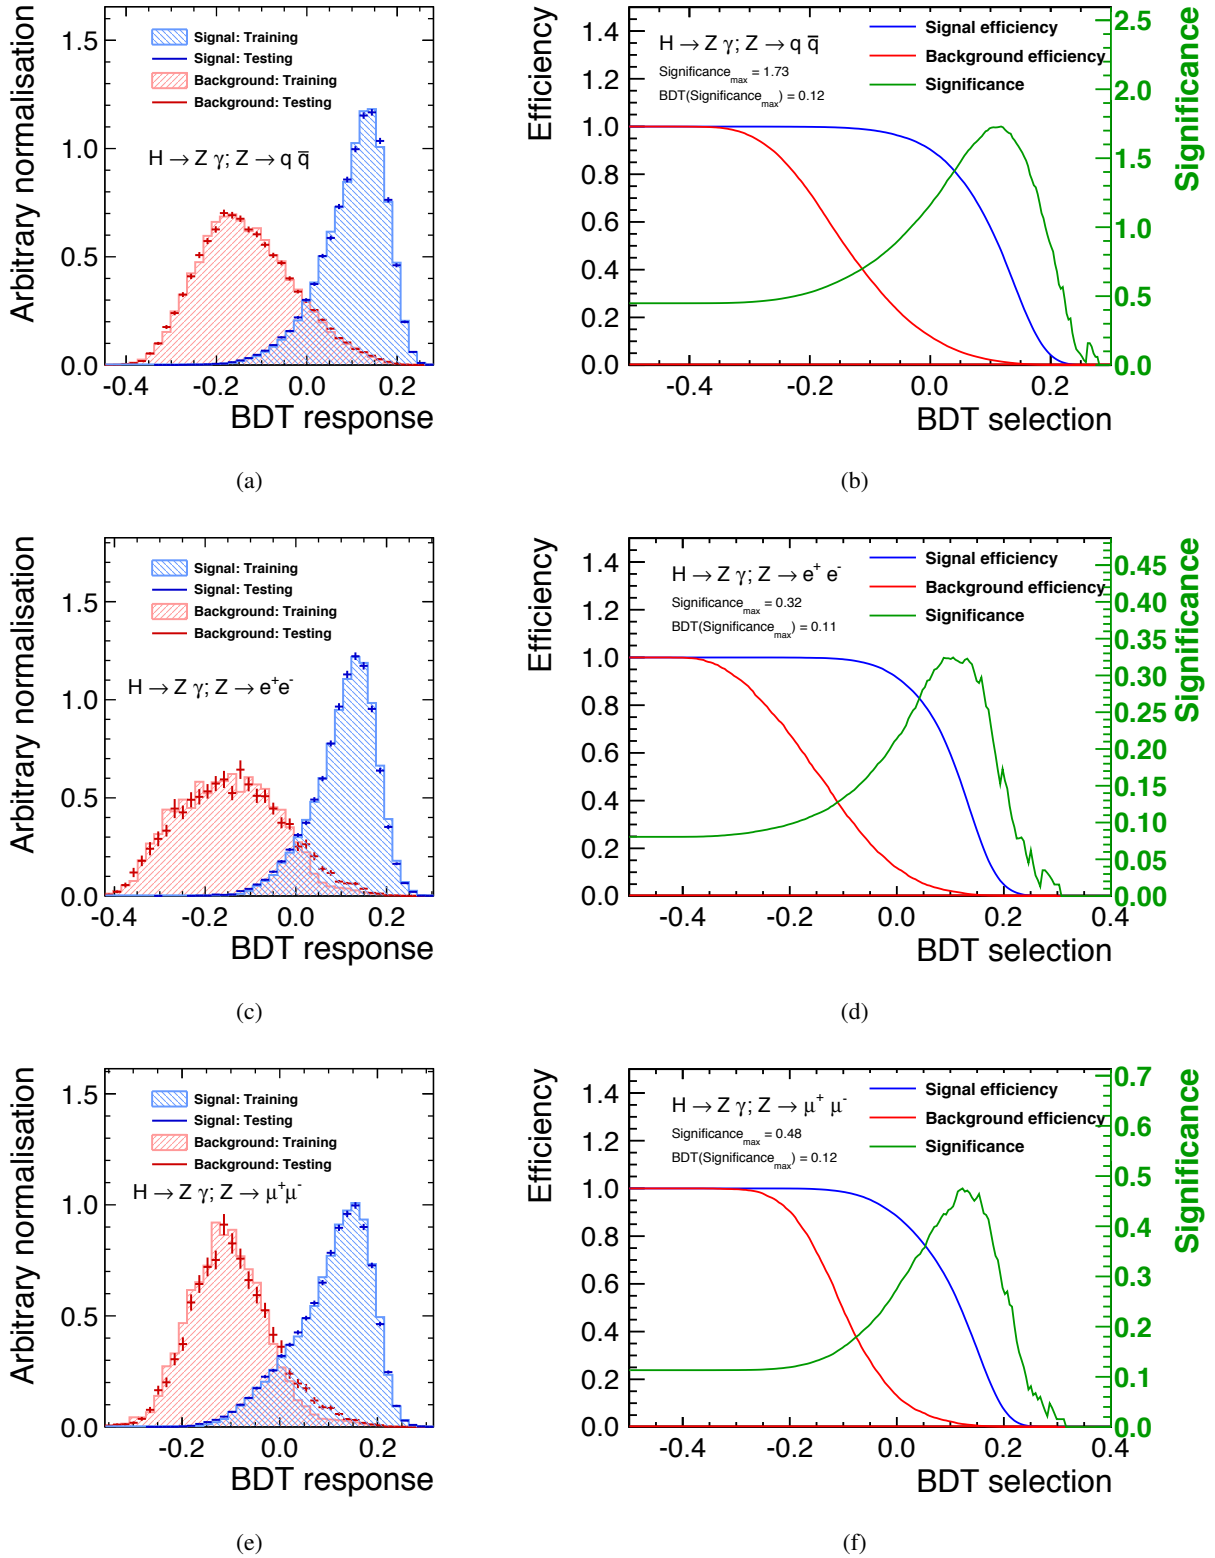 Arbitrary normalisation
1.5
1.0
0.5
0.0
Signal: Training
Signal: Testing
Background: Training
Background: Testing
H → Z γ; Z → q q̅
-0.4 -0.2 0.0 0.2
BDT response
(a)
Efficiency
1.4
1.2
1.0
0.8
0.6
0.4
0.2
0.0
H → Z γ; Z → q q̅
Significance_max = 1.73
BDT(Significance_max) = 0.12
Signal efficiency
Background efficiency
Significance
2.5
2.0
1.5
1.0
0.5
0.0
Significance
-0.4 -0.2 0.0 0.2
BDT selection
(b)
Arbitrary normalisation
1.5
1.0
0.5
0.0
Signal: Training
Signal: Testing
Background: Training
Background: Testing
H → Z γ; Z → e⁺e⁻
-0.4 -0.2 0.0 0.2
BDT response
(c)
Efficiency
1.4
1.2
1.0
0.8
0.6
0.4
0.2
0.0
H → Z γ; Z → e⁺ e⁻
Significance_max = 0.32
BDT(Significance_max) = 0.11
Signal efficiency
Background efficiency
Significance
0.45
0.40
0.35
0.30
0.25
0.20
0.15
0.10
0.05
0.00
Significance
-0.4 -0.2 0.0 0.2 0.4
BDT selection
(d)
Arbitrary normalisation
1.5
1.0
0.5
0.0
Signal: Training
Signal: Testing
Background: Training
Background: Testing
H → Z γ; Z → μ⁺μ⁻
-0.2 0.0 0.2
BDT response
(e)
Efficiency
1.4
1.2
1.0
0.8
0.6
0.4
0.2
0.0
H → Z γ; Z → μ⁺ μ⁻
Significance_max = 0.48
BDT(Significance_max) = 0.12
Signal efficiency
Background efficiency
Significance
0.7
0.6
0.5
0.4
0.3
0.2
0.1
0.0
Significance
-0.4 -0.2 0.0 0.2 0.4
BDT selection
(f)